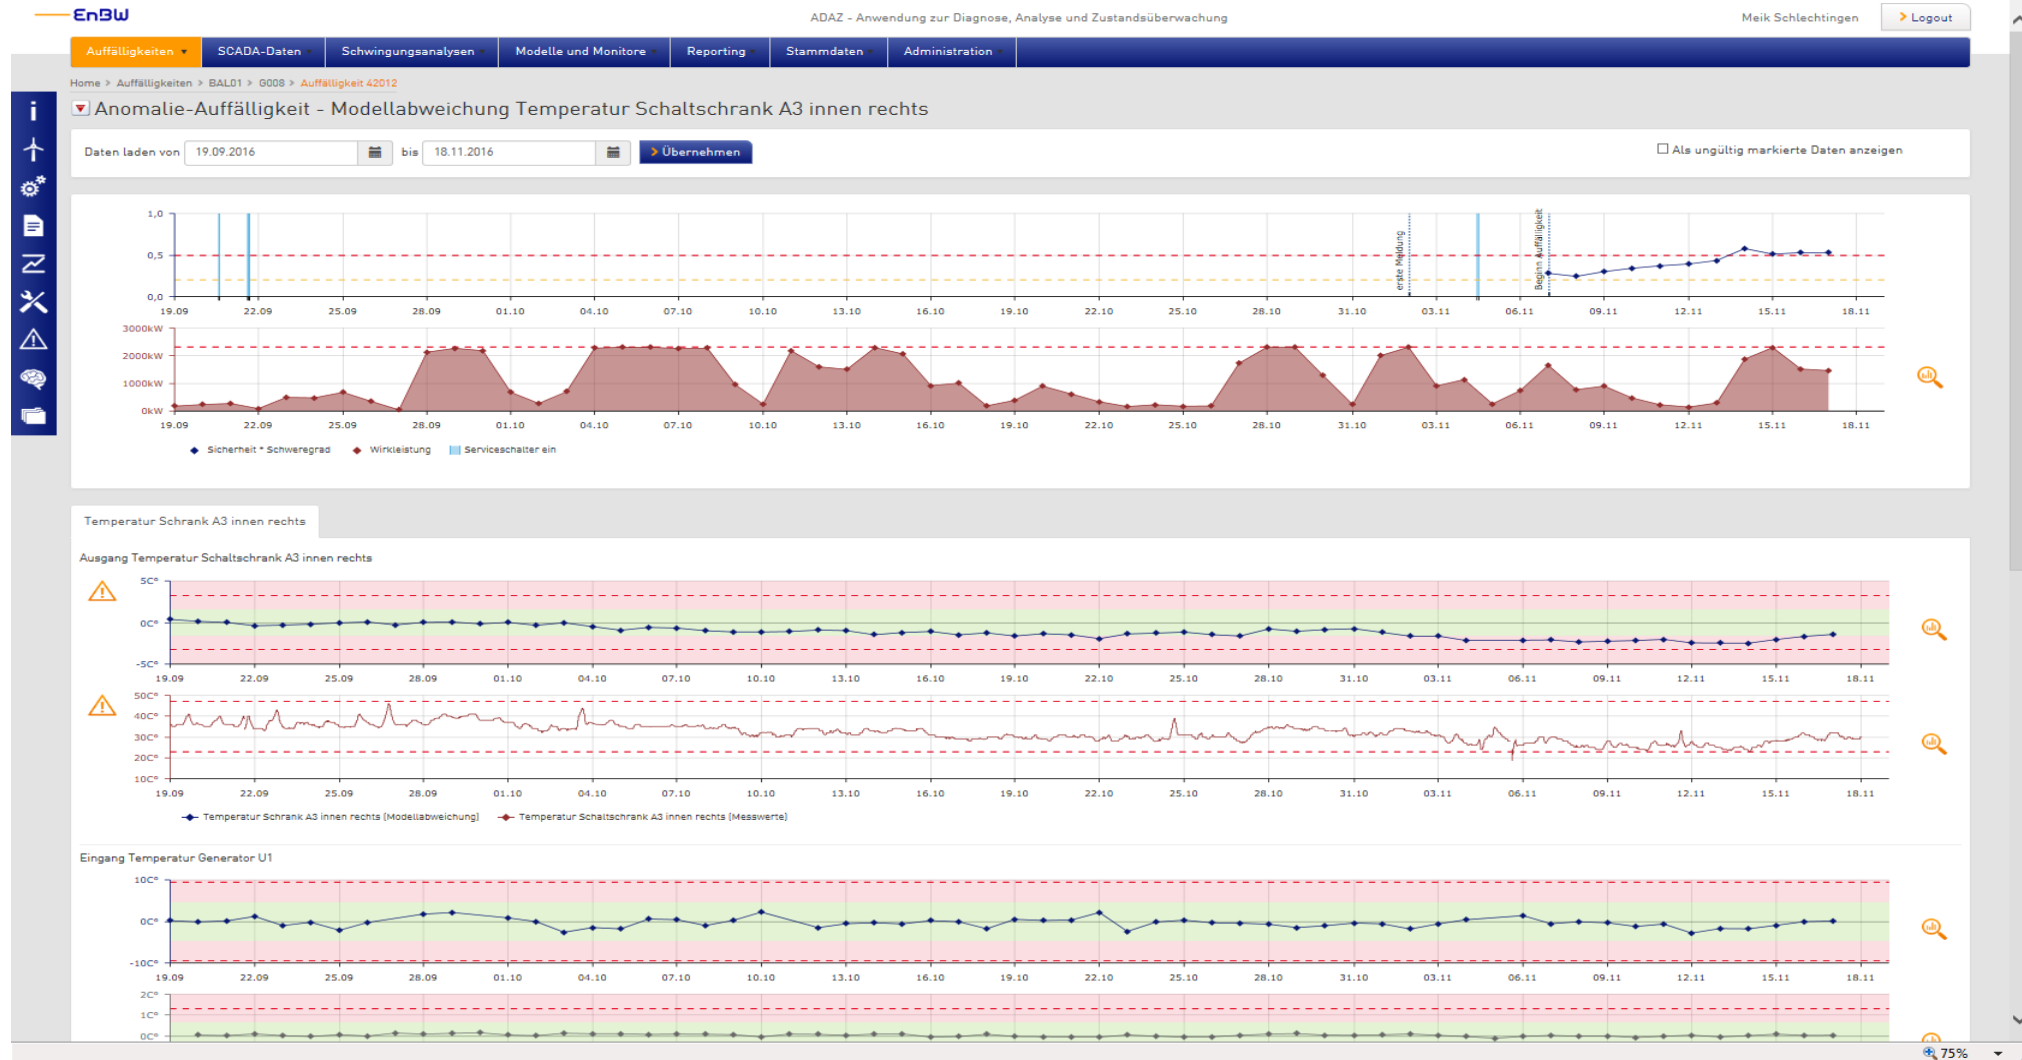 EnBW
ADAZ - Anwendung zur Diagnose, Analyse und Zustandsüberwachung
Meik Schlechtingen
> Logout
Auffälligkeiten SCADA-Daten Schwingungsanalysen Modelle und Monitore Reporting Stammdaten Administration
Home > Auffälligkeiten > BAL01 > G008 > Auffälligkeit 42012
Anomalie-Auffälligkeit - Modellabweichung Temperatur Schaltschrank A3 innen rechts
Daten laden von 19.09.2016 bis 18.11.2016 > Übernehmen
Als ungültig markierte Daten anzeigen
1,0
0,5
0,0
erste Meldung
Beginn Auffälligkeit
19.09 22.09 25.09 28.09 01.10 04.10 07.10 10.10 13.10 16.10 19.10 22.10 25.10 28.10 31.10 03.11 06.11 09.11 12.11 15.11 18.11
3000kW
2000kW
1000kW
0kW
19.09 22.09 25.09 28.09 01.10 04.10 07.10 10.10 13.10 16.10 19.10 22.10 25.10 28.10 31.10 03.11 06.11 09.11 12.11 15.11 18.11
Sicherheit * Schweregrad Wirkleistung Serviceschalter ein
Temperatur Schrank A3 innen rechts
Ausgang Temperatur Schaltschrank A3 innen rechts
5C°
0C°
-5C°
19.09 22.09 25.09 28.09 01.10 04.10 07.10 10.10 13.10 16.10 19.10 22.10 25.10 28.10 31.10 03.11 06.11 09.11 12.11 15.11 18.11
50C°
40C°
30C°
20C°
10C°
19.09 22.09 25.09 28.09 01.10 04.10 07.10 10.10 13.10 16.10 19.10 22.10 25.10 28.10 31.10 03.11 06.11 09.11 12.11 15.11 18.11
Temperatur Schrank A3 innen rechts (Modellabweichung) Temperatur Schaltschrank A3 innen rechts (Messwerte)
Eingang Temperatur Generator U1
10C°
0C°
-10C°
19.09 22.09 25.09 28.09 01.10 04.10 07.10 10.10 13.10 16.10 19.10 22.10 25.10 28.10 31.10 03.11 06.11 09.11 12.11 15.11 18.11
2C°
1C°
0C°
75%